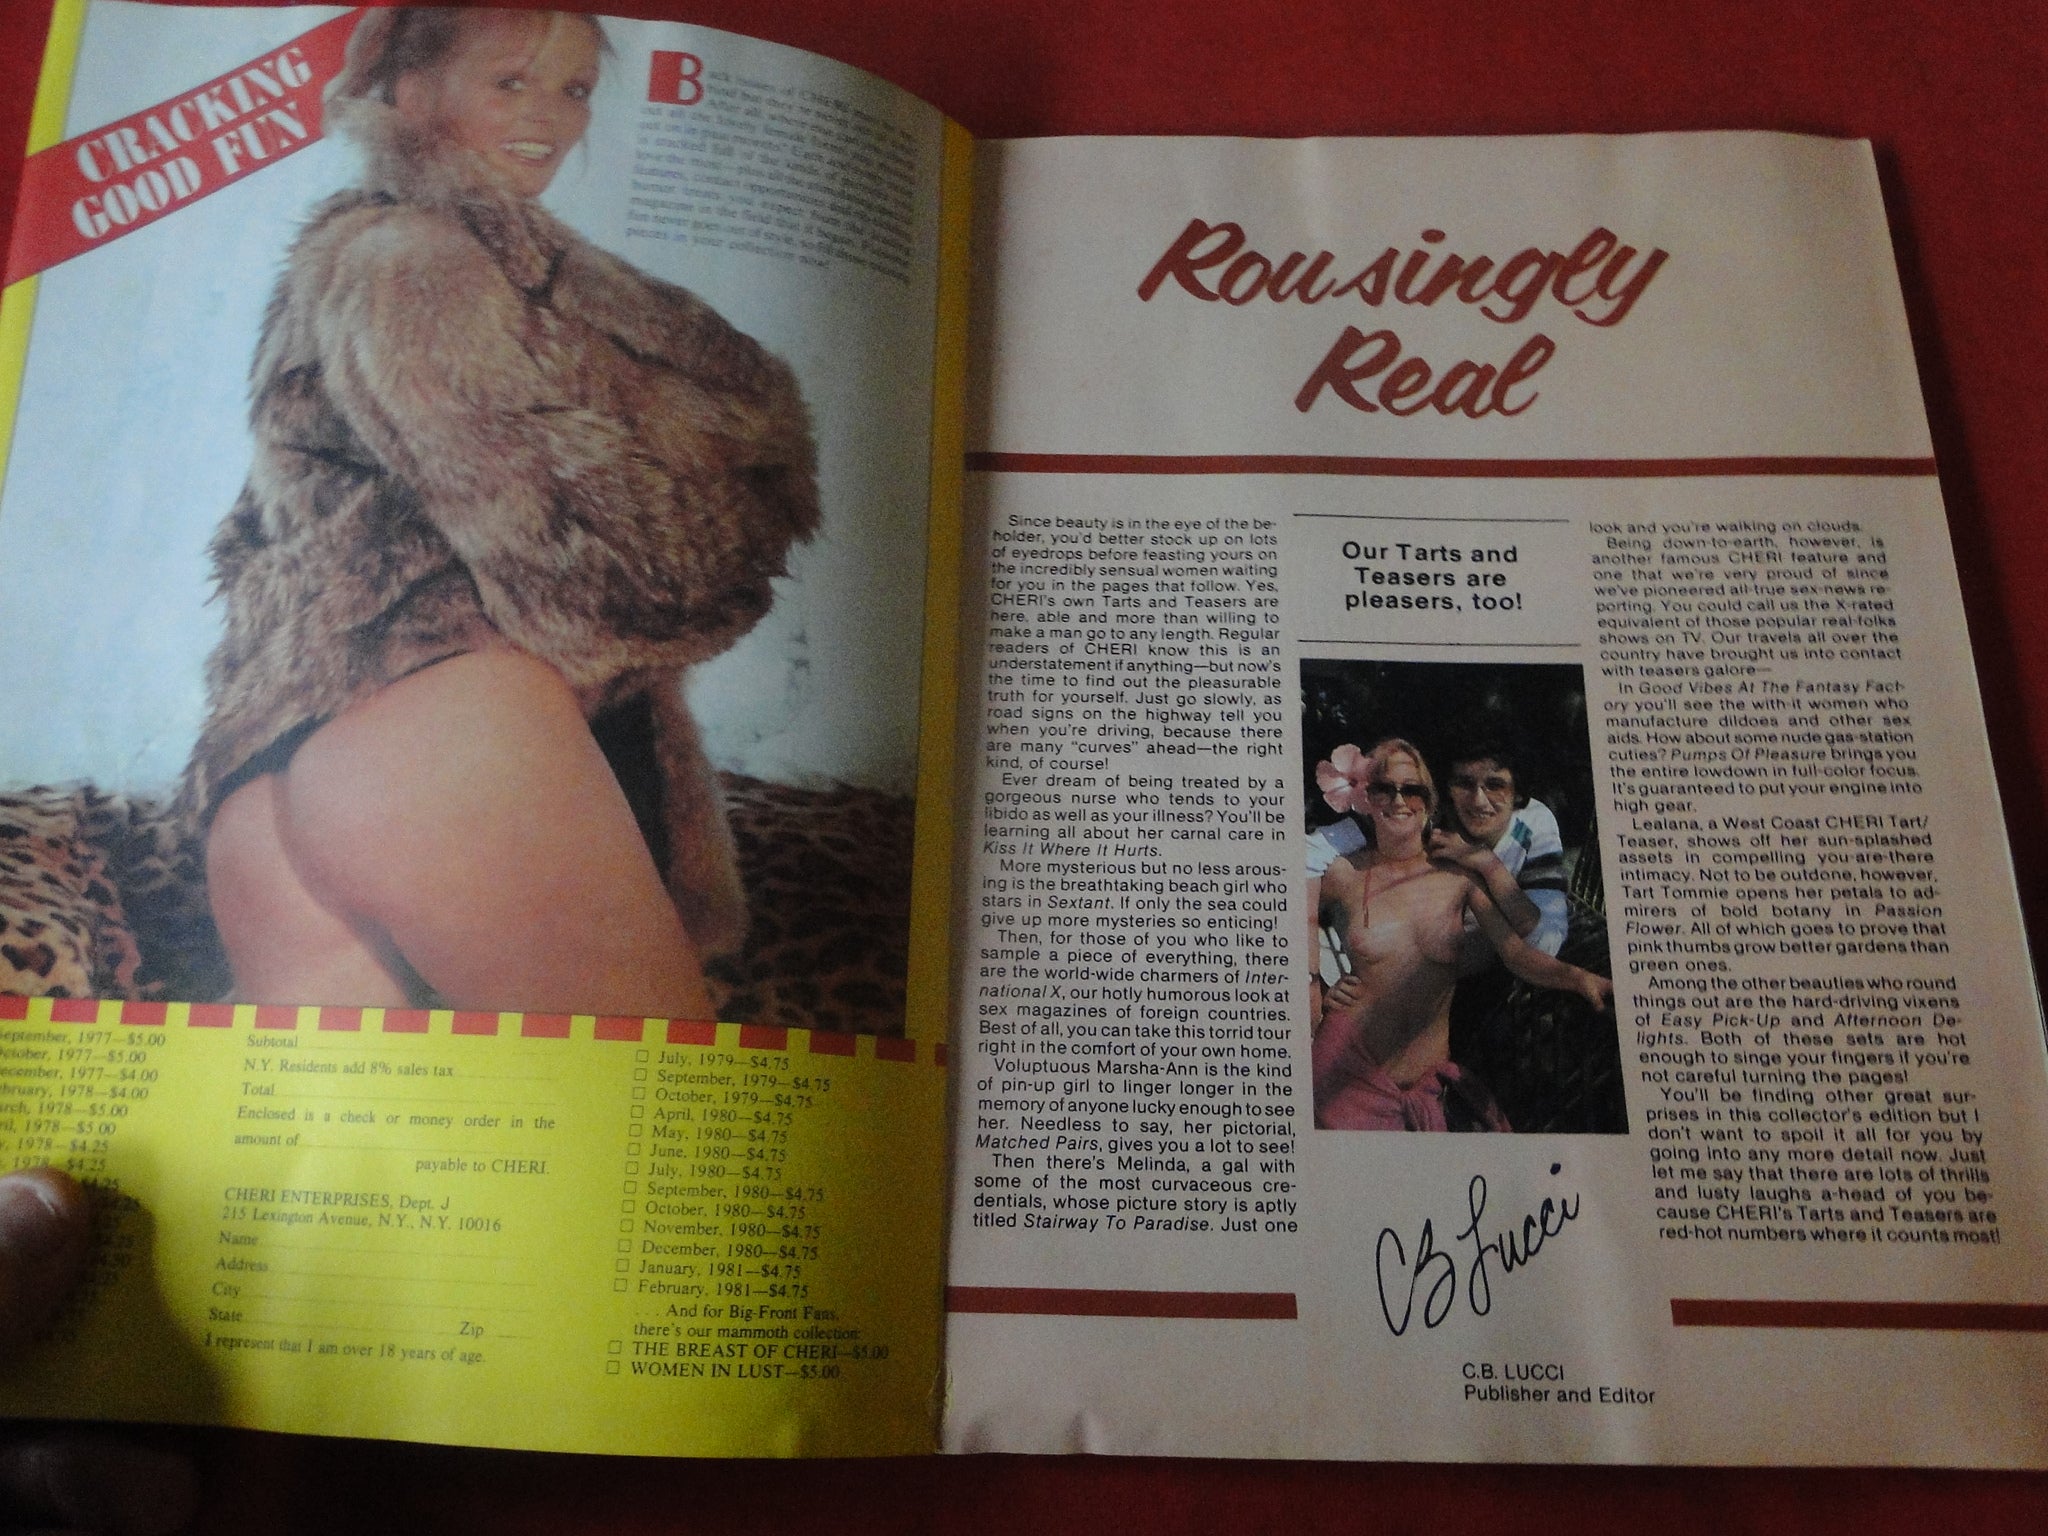 CRACKING
GOOD FUN
September, 1977—$5.00
October, 1977—$5.00
December, 1977—$4.00
February, 1978—$4.00
March, 1978—$5.00
1978—$5.00
1978—$4.25
1978—$4.25
Subtotal
N.Y. Residents add 8% sales tax
Total
Enclosed is a check or money order in the
amount of
payable to CHERI.
CHERI ENTERPRISES, Dept. J
215 Lexington Avenue, N.Y., N.Y. 10016
Name
Address
City
State Zip
I represent that I am over 18 years of age.
July, 1979—$4.75
September, 1979—$4.75
October, 1979—$4.75
April, 1980—$4.75
May, 1980—$4.75
June, 1980—$4.75
July, 1980—$4.75
September, 1980—$4.75
October, 1980—$4.75
November, 1980—$4.75
December, 1980—$4.75
January, 1981—$4.75
February, 1981—$4.75
. . . And for Big-Front Fans,
there's our mammoth collection:
THE BREAST OF CHERI—$5.00
WOMEN IN LUST—$5.00
Rousingly
Real
Since beauty is in the eye of the be-
holder, you'd better stock up on lots
of eyedrops before feasting yours on
the incredibly sensual women waiting
for you in the pages that follow. Yes,
CHERI's own Tarts and Teasers are
here, able and more than willing to
make a man go to any length. Regular
readers of CHERI know this is an
understatement if anything—but now's
the time to find out the pleasurable
truth for yourself. Just go slowly, as
road signs on the highway tell you
when you're driving, because there
are many "curves" ahead—the right
kind, of course!
Ever dream of being treated by a
gorgeous nurse who tends to your
libido as well as your illness? You'll be
learning all about her carnal care in
Kiss It Where It Hurts.
More mysterious but no less arous-
ing is the breathtaking beach girl who
stars in Sextant. If only the sea could
give up more mysteries so enticing!
Then, for those of you who like to
sample a piece of everything, there
are the world-wide charmers of Inter-
national X, our hotly humorous look at
sex magazines of foreign countries.
Best of all, you can take this torrid tour
right in the comfort of your own home.
Voluptuous Marsha-Ann is the kind
of pin-up girl to linger longer in the
memory of anyone lucky enough to see
her. Needless to say, her pictorial,
Matched Pairs, gives you a lot to see!
Then there's Melinda, a gal with
some of the most curvaceous cre-
dentials, whose picture story is aptly
titled Stairway To Paradise. Just one
Our Tarts and
Teasers are
pleasers, too!
look and you're walking on clouds.
Being down-to-earth, however, is
another famous CHERI feature and
one that we're very proud of since
we've pioneered all-true sex-news re-
porting. You could call us the X-rated
equivalent of those popular real-folks
shows on TV. Our travels all over the
country have brought us into contact
with teasers galore—
In Good Vibes At The Fantasy Fact-
ory you'll see the with-it women who
manufacture dildoes and other sex
aids. How about some nude gas-station
cuties? Pumps Of Pleasure brings you
the entire lowdown in full-color focus.
It's guaranteed to put your engine into
high gear.
Lealana, a West Coast CHERI Tart/
Teaser, shows off her sun-splashed
assets in compelling you-are-there
intimacy. Not to be outdone, however,
Tart Tommie opens her petals to ad-
mirers of bold botany in Passion
Flower. All of which goes to prove that
pink thumbs grow better gardens than
green ones.
Among the other beauties who round
things out are the hard-driving vixens
of Easy Pick-Up and Afternoon De-
lights. Both of these sets are hot
enough to singe your fingers if you're
not careful turning the pages!
You'll be finding other great sur-
prises in this collector's edition but I
don't want to spoil it all for you by
going into any more detail now. Just
let me say that there are lots of thrills
and lusty laughs a-head of you be-
cause CHERI's Tarts and Teasers are
red-hot numbers where it counts most!
CB Lucci
C.B. LUCCI
Publisher and Editor